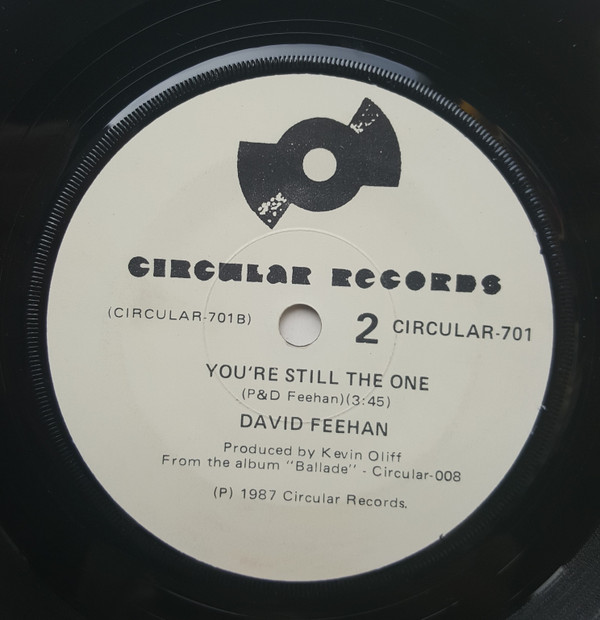 CIRCULAR RECORDS
(CIRCULAR-701B)
2 CIRCULAR-701
YOU'RE STILL THE ONE
(P&D Feehan)(3:45)
DAVID FEEHAN
Produced by Kevin Oliff
From the album "Ballade" - Circular-008
(P) 1987 Circular Records.